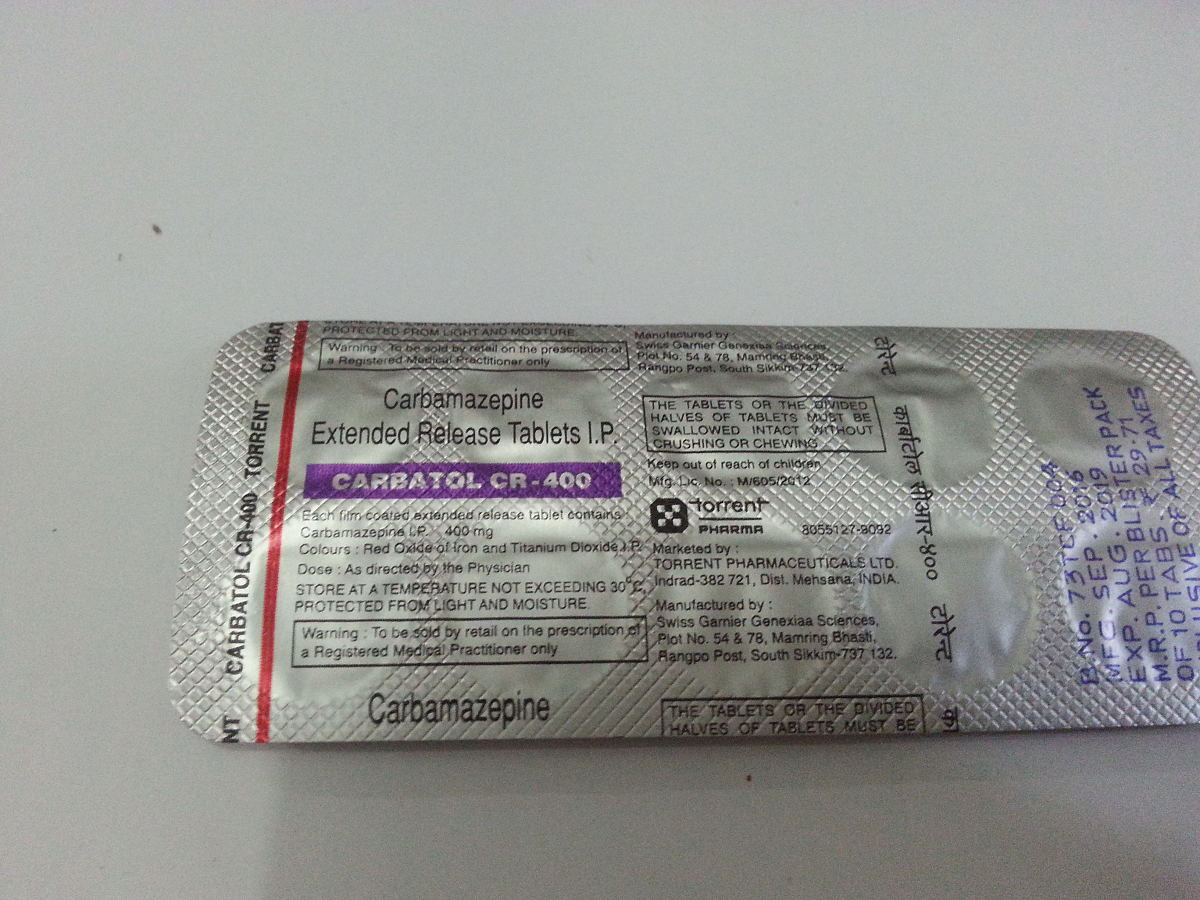 PROTECTED FROM LIGHT AND MOISTURE.
Warning : To be sold by retail on the prescription of
a Registered Medical Practitioner only
Carbamazepine
Extended Release Tablets I.P.
CARBATOL CR-400
Each film coated extended release tablet contains
Carbamazepine I.P. 400 mg
Colours : Red Oxide of Iron and Titanium Dioxide I.P.
Dose : As directed by the Physician
STORE AT A TEMPERATURE NOT EXCEEDING 30°C,
PROTECTED FROM LIGHT AND MOISTURE.
Warning : To be sold by retail on the prescription of
a Registered Medical Practitioner only
Carbamazepine
Manufactured by :
Swiss Garnier Genexiaa Sciences,
Plot No. 54 & 78, Mamring Bhasti,
Rangpo Post, South Sikkim-737 132.
THE TABLETS OR THE DIVIDED
HALVES OF TABLETS MUST BE
SWALLOWED INTACT WITHOUT
CRUSHING OR CHEWING
Keep out of reach of children
Mfg. Lic. No. : M/605/2012
torrent
PHARMA
8055127-9092
Marketed by :
TORRENT PHARMACEUTICALS LTD.
Indrad-382 721, Dist. Mehsana, INDIA.
Manufactured by :
Swiss Garnier Genexiaa Sciences,
Plot No. 54 & 78, Mamring Bhasti,
Rangpo Post, South Sikkim-737 132.
THE TABLETS OR THE DIVIDED
HALVES OF TABLETS MUST BE
NT CARBATOL CR-400 TORRENT CARBAT
टोरेंट कार्बाटोल सीआर-४०० टोरेंट
B.No. 73TEF004
MFG. SEP. 2016
EXP. AUG. 2019
M.R.P. PER BLISTER PACK
OF 10 TABS. ₹ 29.71
OF ALL TAXES